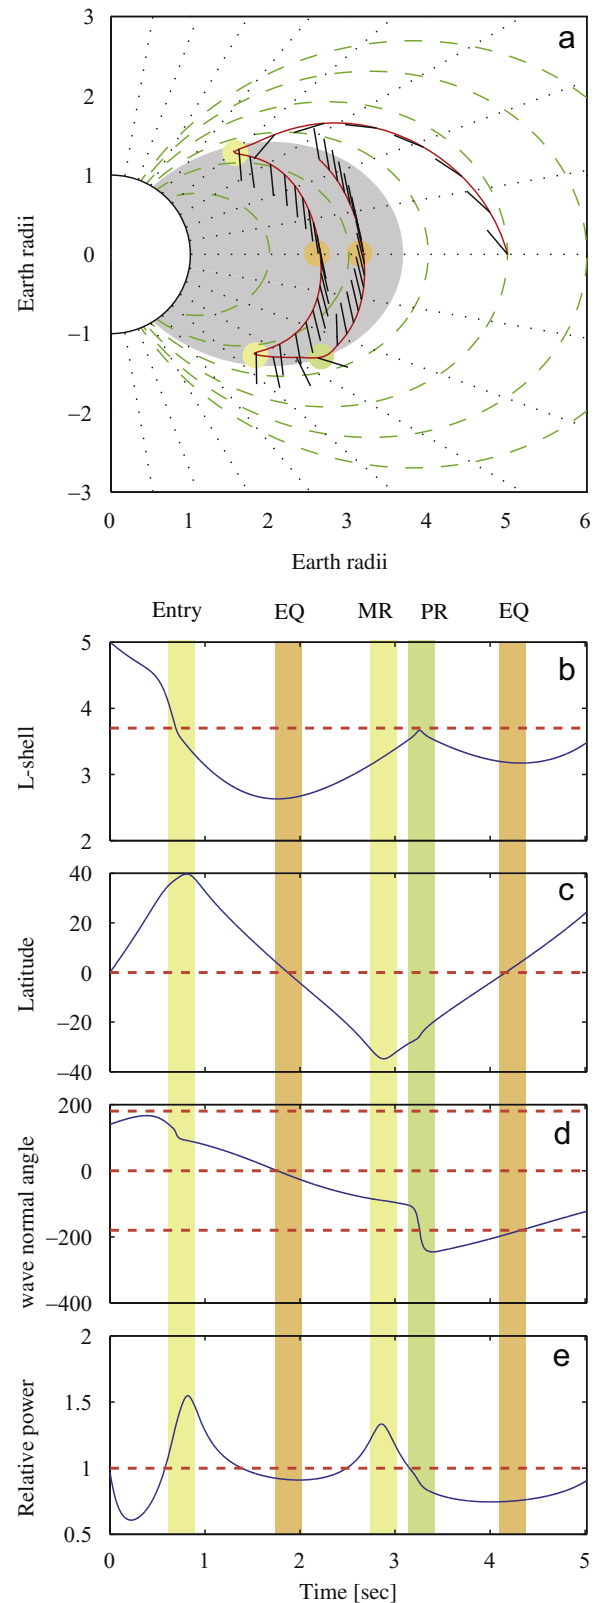 a
3
2
1
0
−1
−2
−3
Earth radii
0 1 2 3 4 5 6
Earth radii
Entry EQ MR PR EQ
b
5
4
3
2
L-shell
c
40
20
0
−20
−40
Latitude
d
200
0
−200
−400
wave normal angle
e
2
1.5
1
0.5
Relative power
0 1 2 3 4 5
Time [sec]